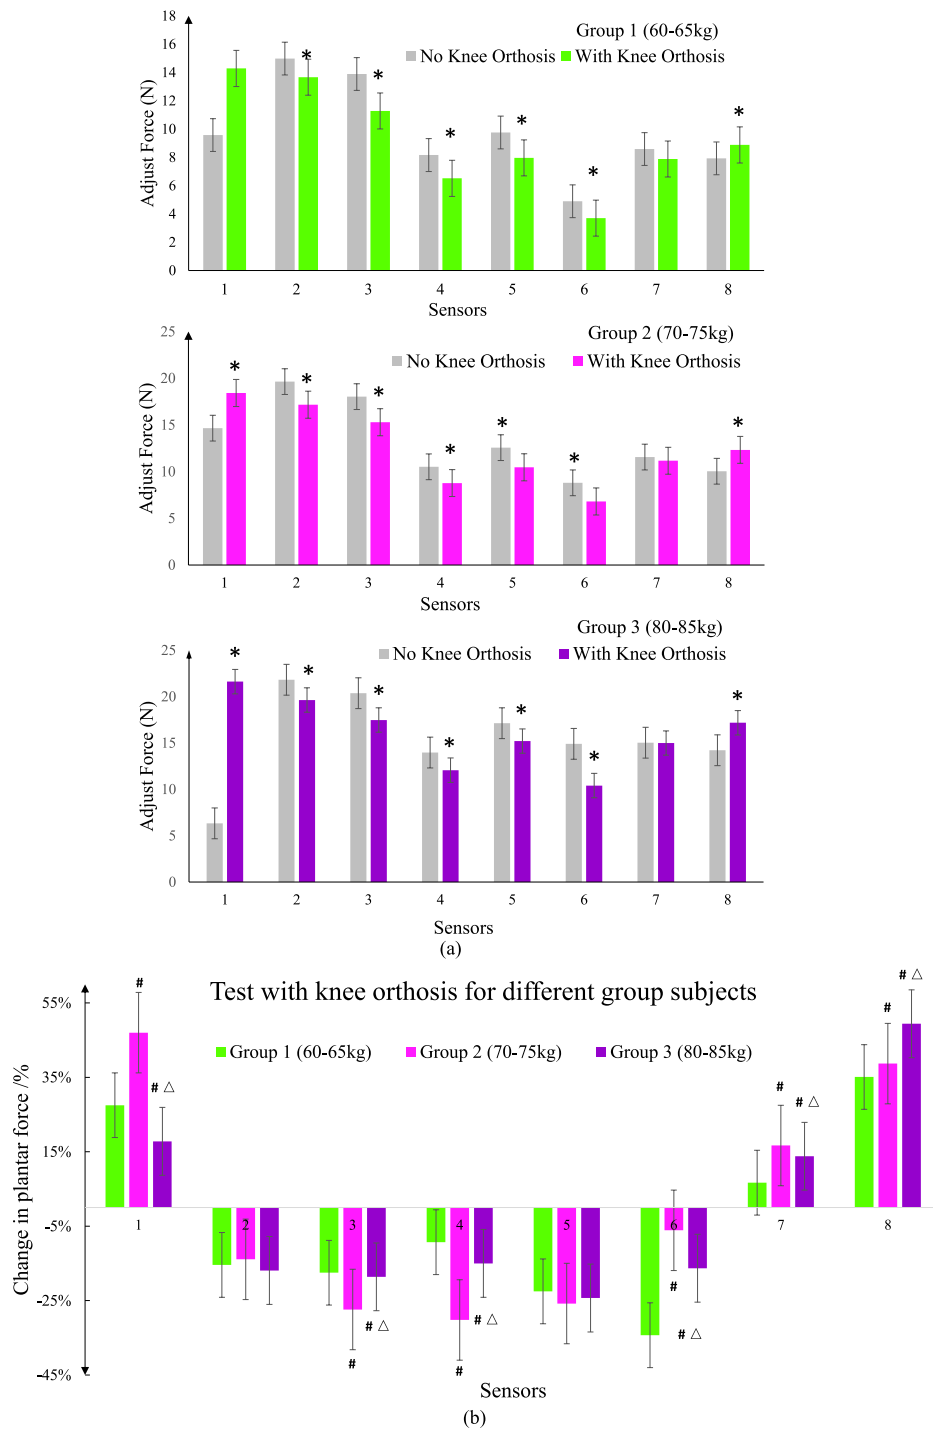 Group 1 (60-65kg)
No Knee Orthosis With Knee Orthosis
Adjust Force (N)
18
16
14
12
10
8
6
4
2
0
* * * * * *
1 2 3 4 5 6 7 8
Sensors
Group 2 (70-75kg)
No Knee Orthosis With Knee Orthosis
Adjust Force (N)
25
20
15
10
5
0
* * * * * * *
1 2 3 4 5 6 7 8
Sensors
Group 3 (80-85kg)
No Knee Orthosis With Knee Orthosis
Adjust Force (N)
25
20
15
10
5
0
* * * * * * *
1 2 3 4 5 6 7 8
Sensors
(a)
Test with knee orthosis for different group subjects
Group 1 (60-65kg) Group 2 (70-75kg) Group 3 (80-85kg)
Change in plantar force /%
55%
35%
15%
-5%
-25%
-45%
# # △ # # △ # # △
1 2 3 4 5 6 7 8
# # △ # # △ # # △
Sensors
(b)